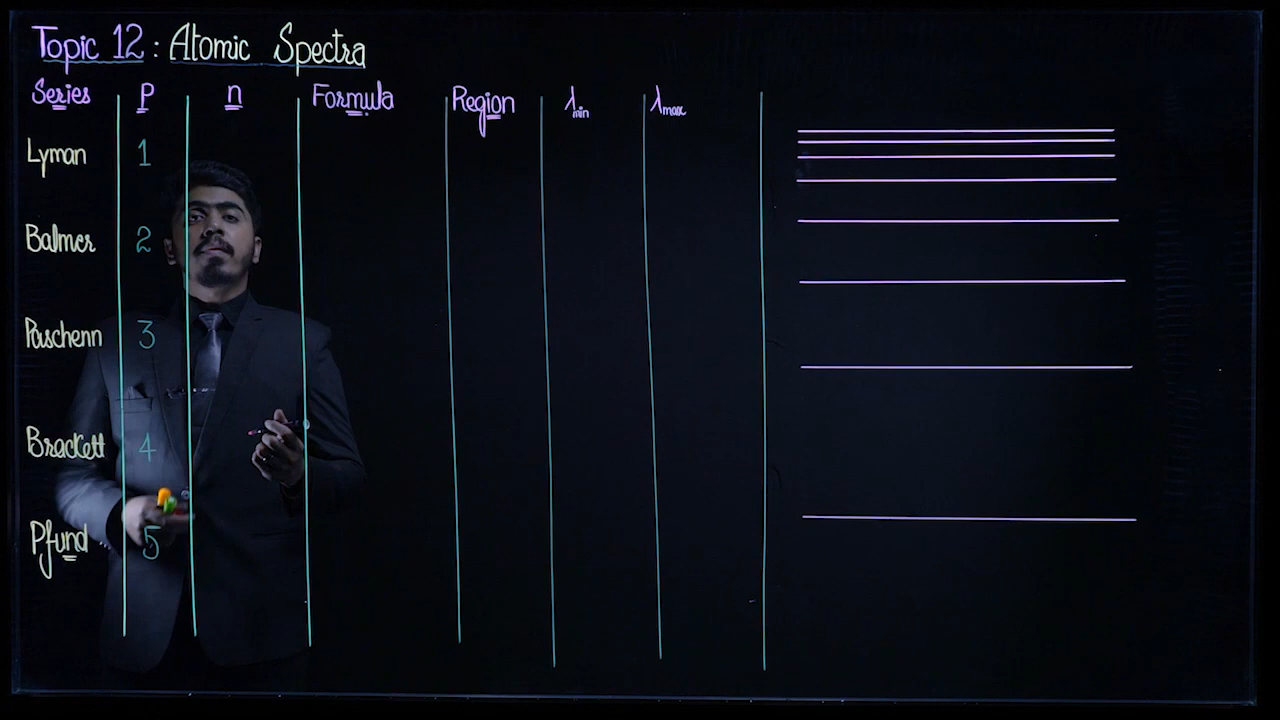 Topic 12 : Atomic Spectra
Series P n Formula Region λmin λmax
Lyman 1
Balmer 2
Paschenn 3
Brackett 4
Pfund 5